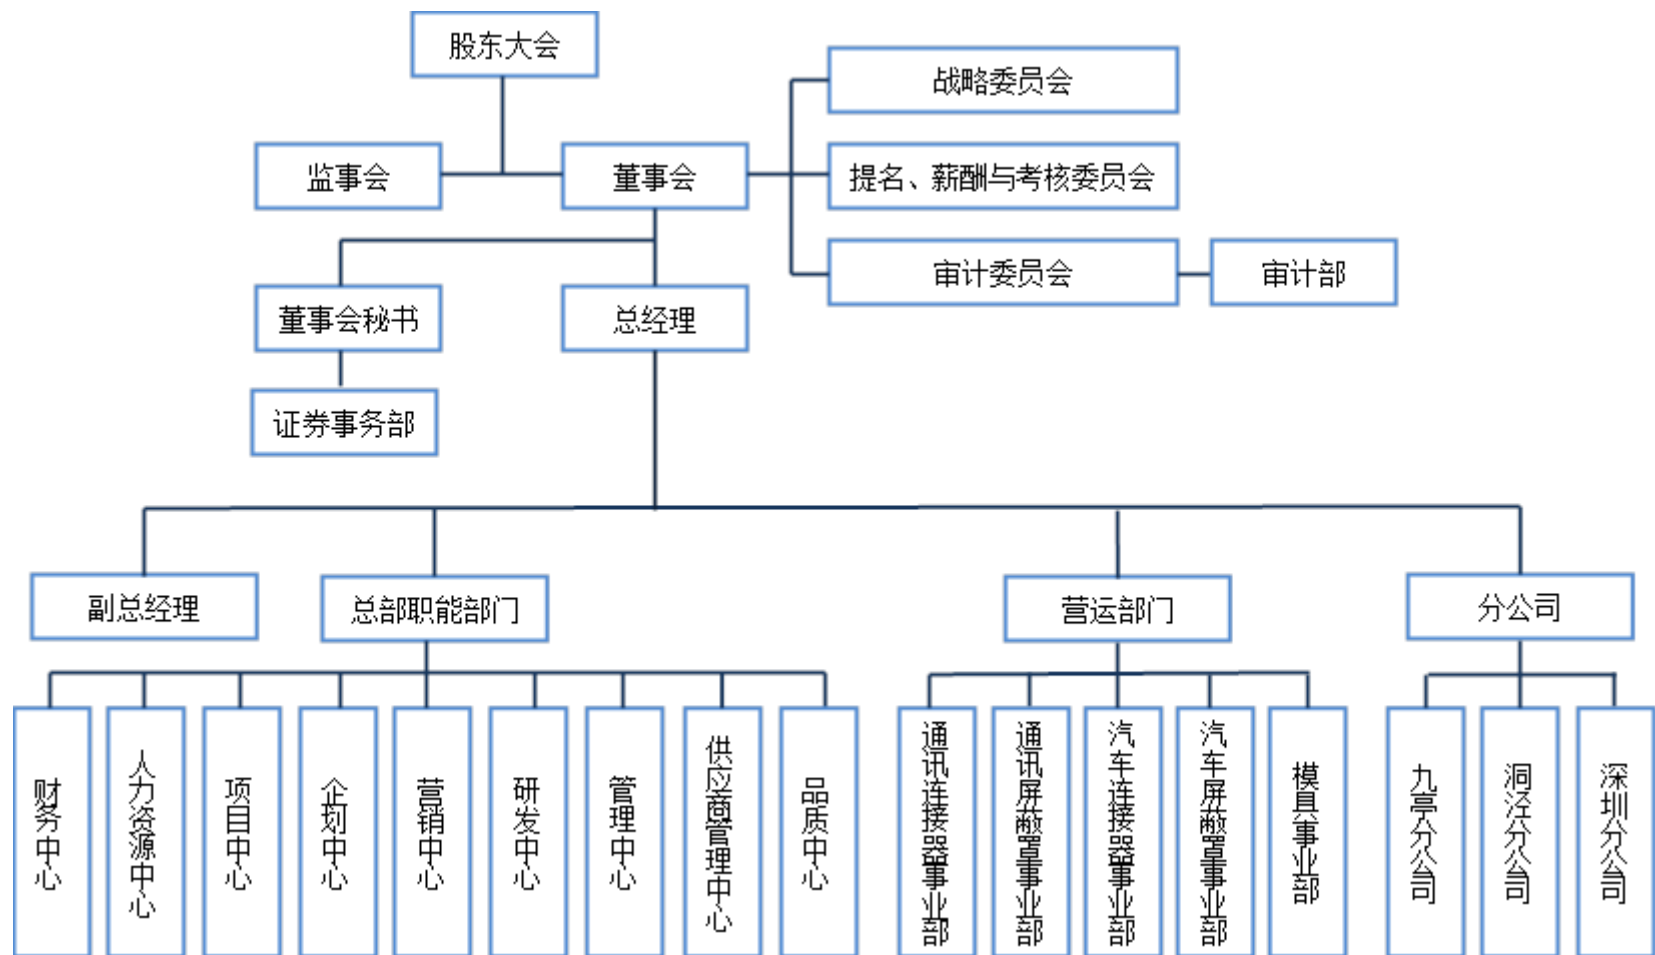 股东大会
战略委员会
监事会
董事会
提名、薪酬与考核委员会
审计委员会
审计部
董事会秘书
总经理
证券事务部
副总经理
总部职能部门
营运部门
分公司
财务中心
人力资源中心
项目中心
企划中心
营销中心
研发中心
管理中心
供应商管理中心
品质中心
通讯连接器事业部
通讯屏蔽罩事业部
汽车连接器事业部
汽车屏蔽罩事业部
模具事业部
九亭分公司
洞泾分公司
深圳分公司